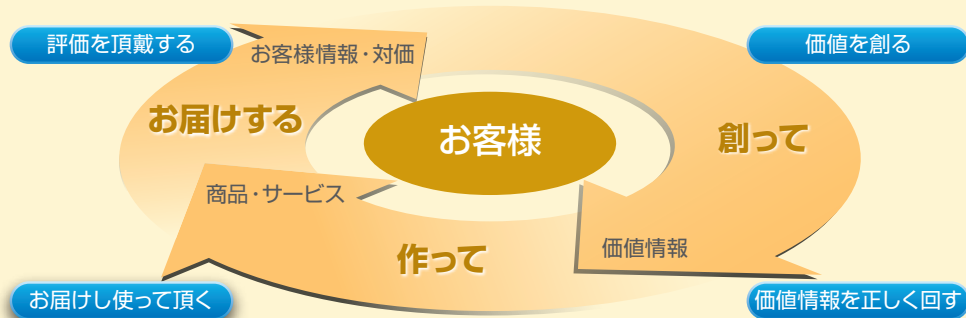 評価を頂戴する
価値を創る
お客様情報・対価
お届けする
お客様
創って
商品・サービス
作って
価値情報
お届けし使って頂く
価値情報を正しく回す